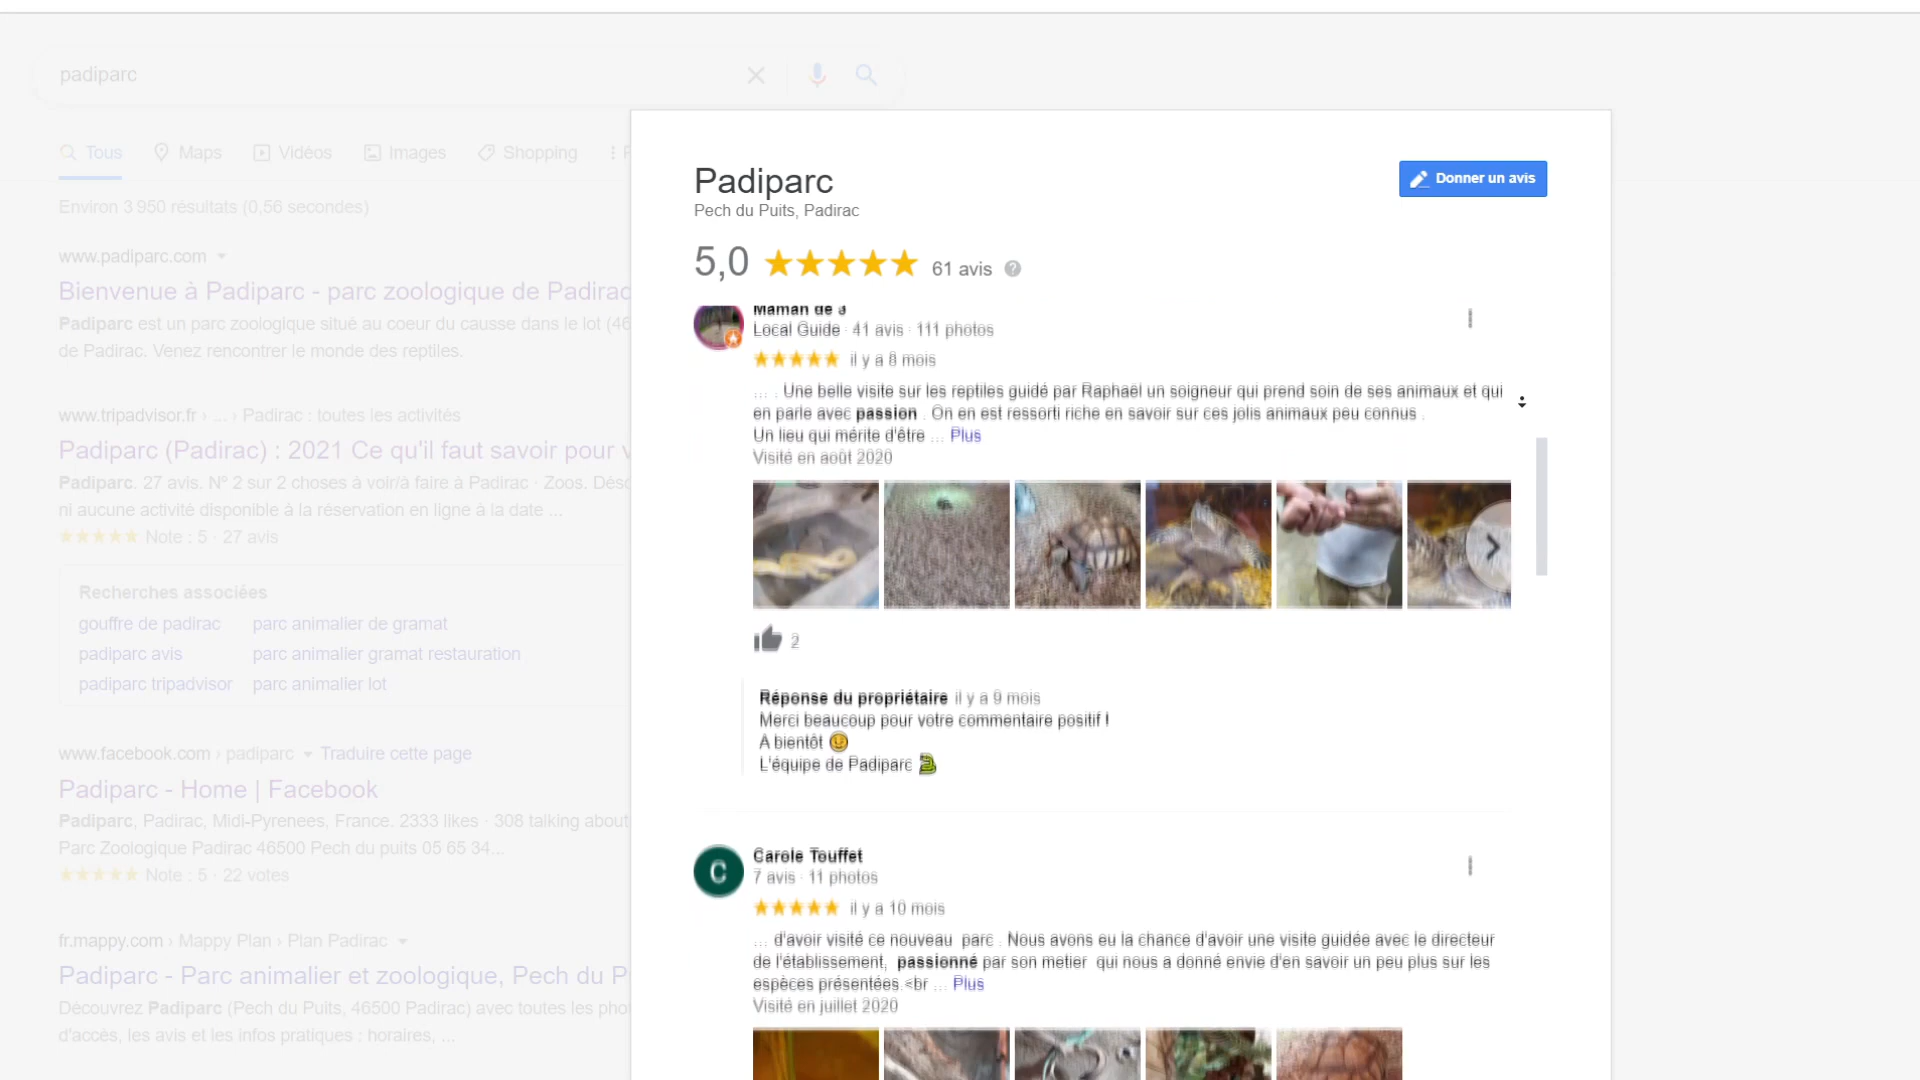 padiparc
Tous
Maps
Vidéos
Images
Shopping
Environ 3 950 résultats (0,56 secondes)
www.padiparc.com
Bienvenue à Padiparc - parc zoologique de Padirac
Padiparc est un parc zoologique situé au coeur du causse dans le lot (46
de Padirac. Venez rencontrer le monde des reptiles.
www.tripadvisor.fr › ... › Padirac : toutes les activités
Padiparc (Padirac) : 2021 Ce qu'il faut savoir pour v
Padiparc. 27 avis. N° 2 sur 2 choses à voir/à faire à Padirac · Zoos. Déso
ni aucune activité disponible à la réservation en ligne à la date ...
Note : 5 · 27 avis
Recherches associées
gouffre de padirac
parc animalier de gramat
padiparc avis
parc animalier gramat restauration
padiparc tripadvisor
parc animalier lot
www.facebook.com › padiparc
Traduire cette page
Padiparc - Home | Facebook
Padiparc, Padirac, Midi-Pyrenees, France. 2333 likes · 308 talking about
Parc Zoologique Padirac 46500 Pech du puits 05 65 34...
Note : 5 · 22 votes
fr.mappy.com › Mappy Plan › Plan Padirac
Padiparc - Parc animalier et zoologique, Pech du P
Découvrez Padiparc (Pech du Puits, 46500 Padirac) avec toutes les phot
d'accès, les avis et les infos pratiques : horaires, ...
Padiparc
Pech du Puits, Padirac
Donner un avis
5,0
61 avis
?
Maman de 3
Local Guide · 41 avis · 111 photos
il y a 8 mois
... . Une belle visite sur les reptiles guidé par Raphaël un soigneur qui prend soin de ses animaux et qui
en parle avec passion . On en est ressorti riche en savoir sur ces jolis animaux peu connus .
Un lieu qui mérite d'être ... Plus
Visité en août 2020
2
Réponse du propriétaire il y a 9 mois
Merci beaucoup pour votre commentaire positif !
A bientôt 😉
L'équipe de Padiparc 🐍
C
Carole Touffet
7 avis · 11 photos
il y a 10 mois
... d'avoir visité ce nouveau parc . Nous avons eu la chance d'avoir une visite guidée avec le directeur
de l'établissement, passionné par son metier qui nous a donné envie d'en savoir un peu plus sur les
espèces présentées.<br ... Plus
Visité en juillet 2020